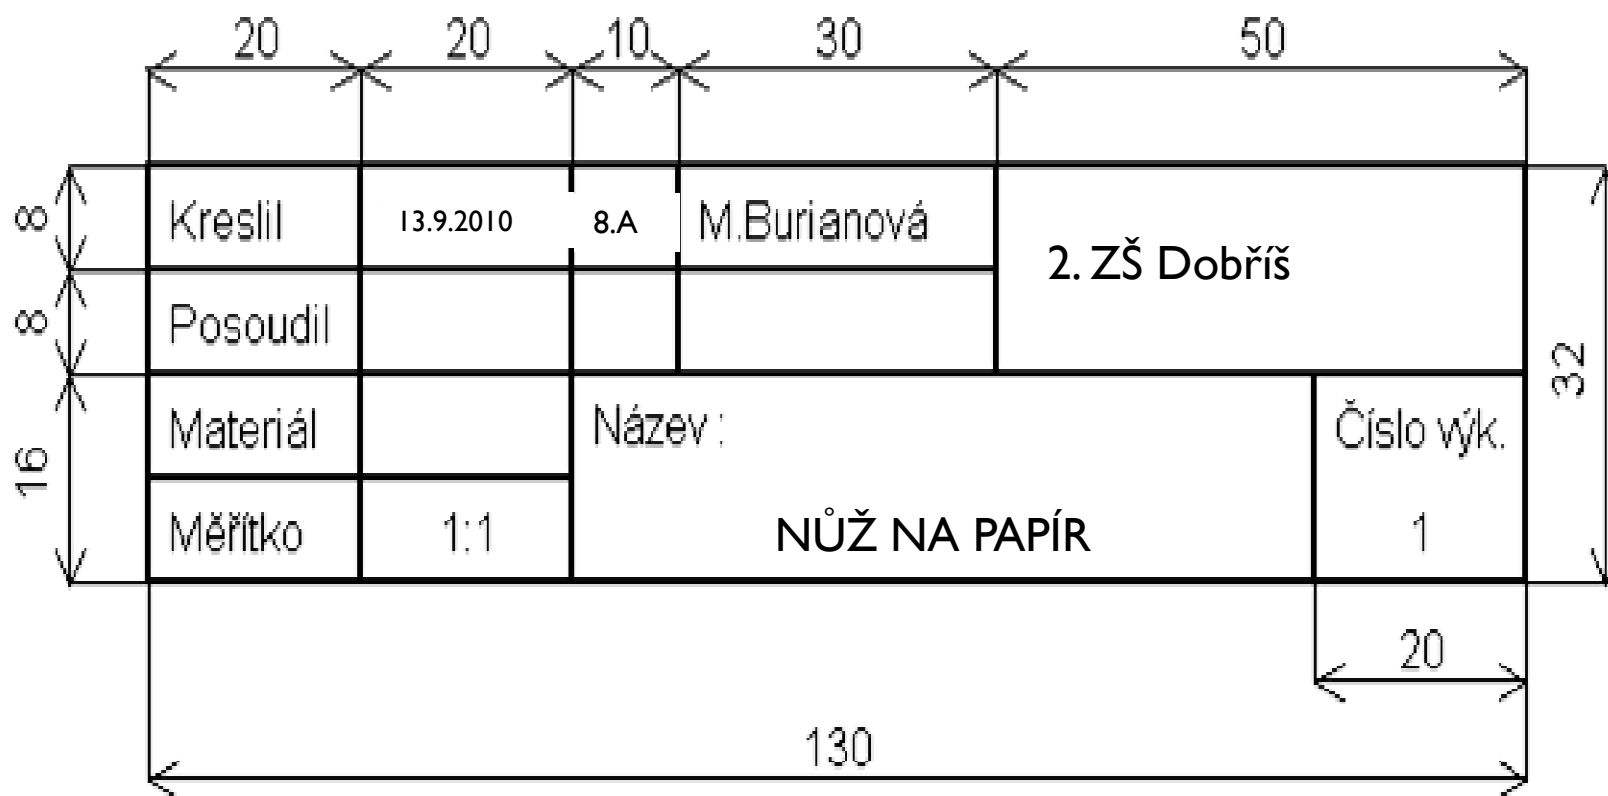 20 20 10 30 50
8 Kreslil 13.9.2010 8.A M.Burianová
2. ZŠ Dobříš
8 Posoudil
32
16 Materiál Název : Číslo výk.
Měřítko 1:1 NŮŽ NA PAPÍR 1
20
130